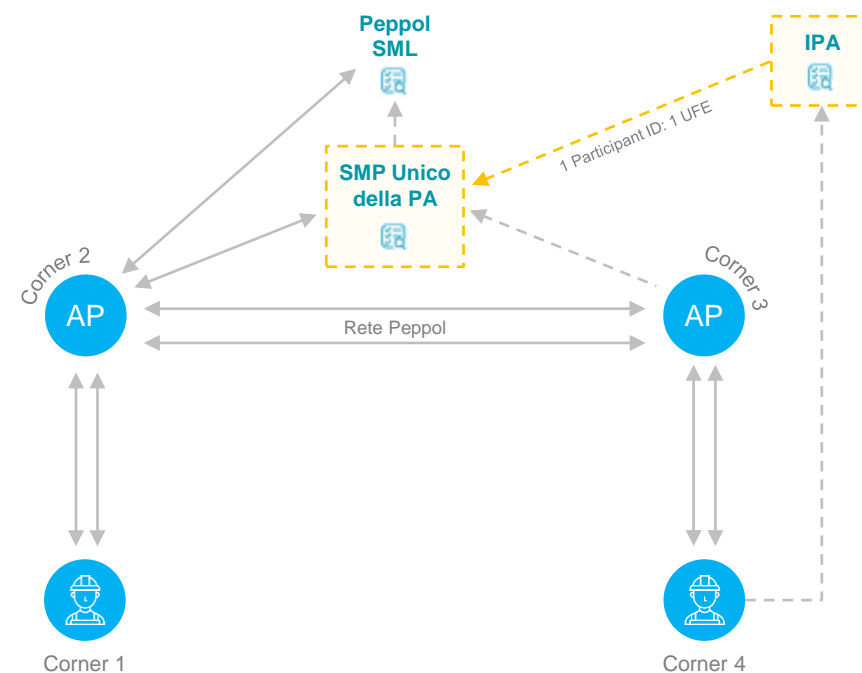 Peppol
SML
IPA
1 Participant ID: 1 UFE
SMP Unico
della PA
Corner 2
Corner 3
AP
AP
Rete Peppol
Corner 1
Corner 4